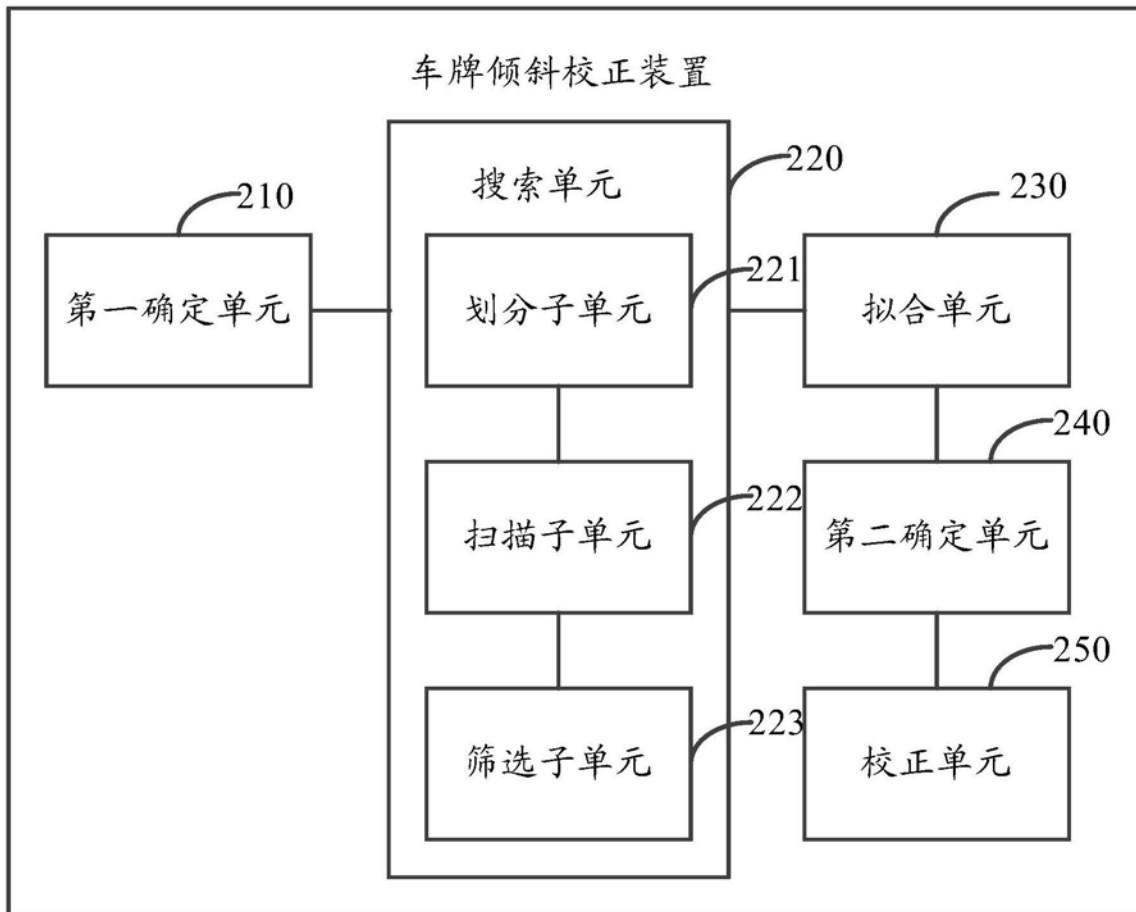 车牌倾斜校正装置
搜索单元
220
210
230
第一确定单元
划分子单元
221
拟合单元
240
扫描子单元
222
第二确定单元
250
筛选子单元
223
校正单元